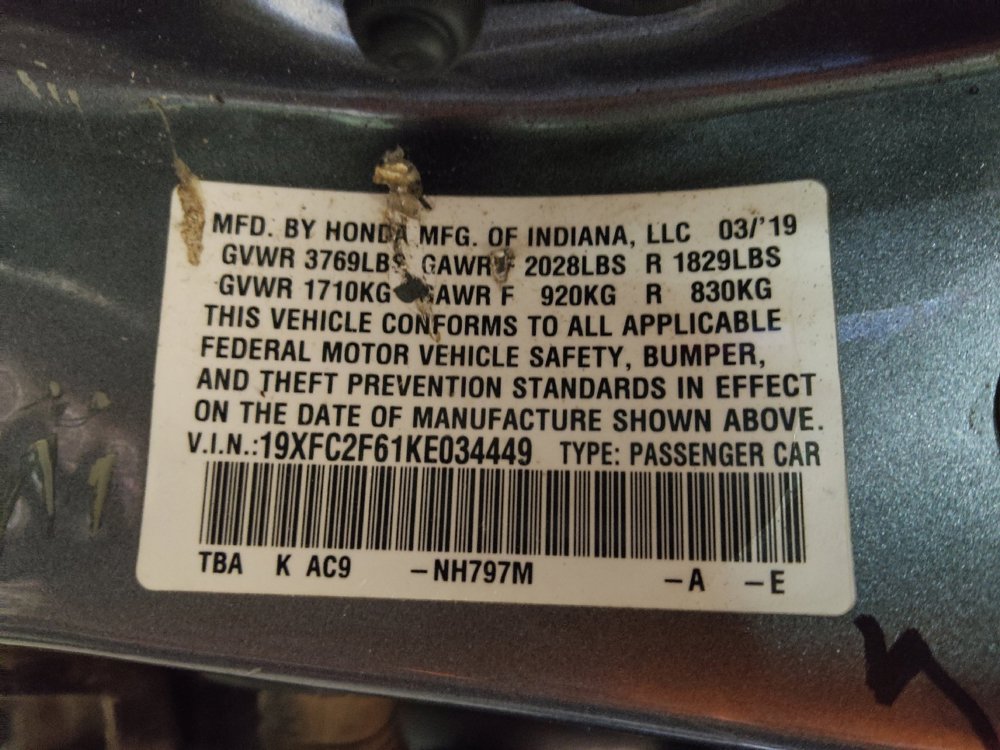 MFD. BY HONDA MFG. OF INDIANA, LLC 03/'19
GVWR 3769LBS GAWR F 2028LBS R 1829LBS
GVWR 1710KG GAWR F 920KG R 830KG
THIS VEHICLE CONFORMS TO ALL APPLICABLE
FEDERAL MOTOR VEHICLE SAFETY, BUMPER,
AND THEFT PREVENTION STANDARDS IN EFFECT
ON THE DATE OF MANUFACTURE SHOWN ABOVE.
V.I.N.:19XFC2F61KE034449 TYPE: PASSENGER CAR
TBA K AC9 -NH797M -A -E